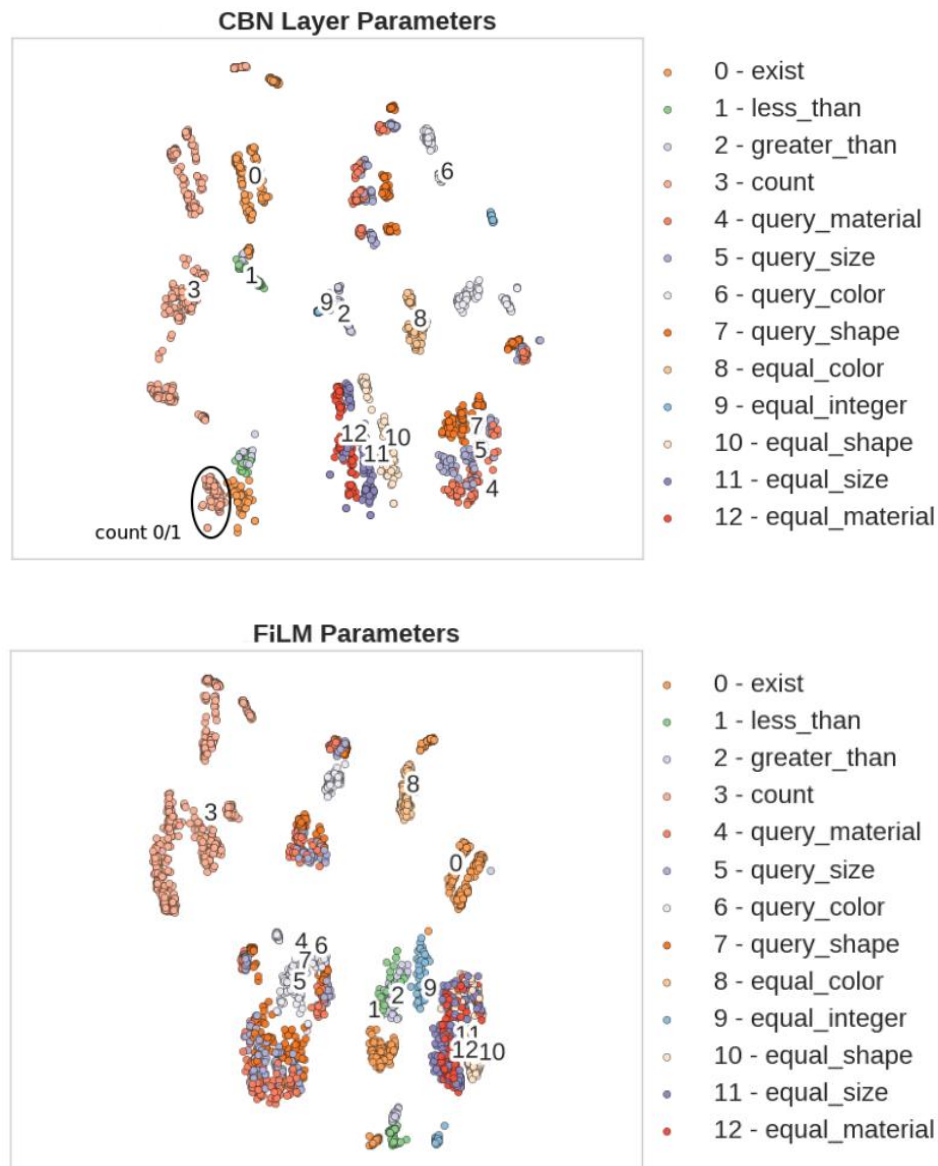 CBN Layer Parameters
0
6
1
3
9
2
8
12
10
11
7
5
4
count 0/1
0 - exist
1 - less_than
2 - greater_than
3 - count
4 - query_material
5 - query_size
6 - query_color
7 - query_shape
8 - equal_color
9 - equal_integer
10 - equal_shape
11 - equal_size
12 - equal_material
FiLM Parameters
8
3
0
4 6
7
5
2
9
1
11
12 10
0 - exist
1 - less_than
2 - greater_than
3 - count
4 - query_material
5 - query_size
6 - query_color
7 - query_shape
8 - equal_color
9 - equal_integer
10 - equal_shape
11 - equal_size
12 - equal_material